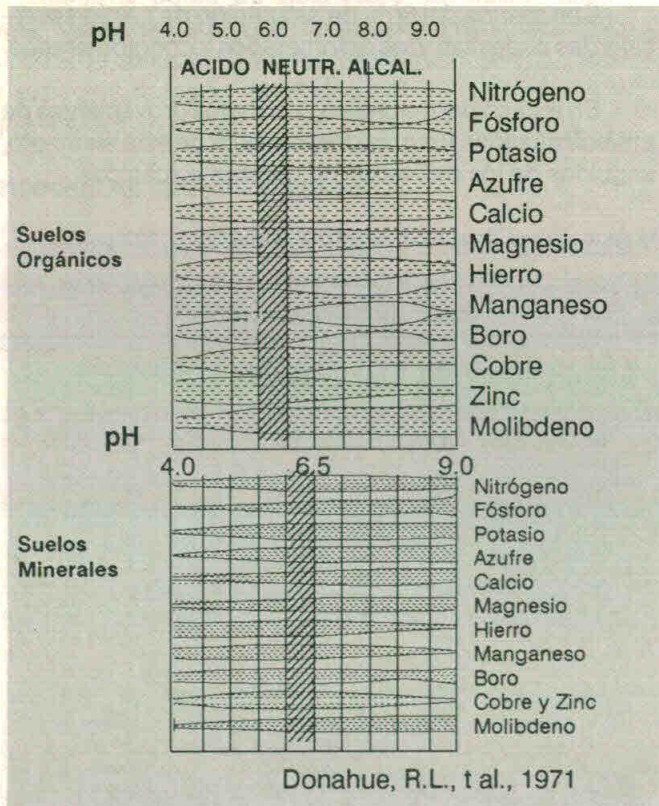 pH 4.0 5.0 6.0 7.0 8.0 9.0
ACIDO NEUTR. ALCAL.
Nitrógeno
Fósforo
Potasio
Azufre
Calcio
Suelos
Orgánicos
Magnesio
Hierro
Manganeso
Boro
Cobre
Zinc
Molibdeno
pH
4.0 6.5 9.0
Nitrógeno
Fósforo
Potasio
Suelos
Minerales
Azufre
Calcio
Magnesio
Hierro
Manganeso
Boro
Cobre y Zinc
Molibdeno
Donahue, R.L., t al., 1971